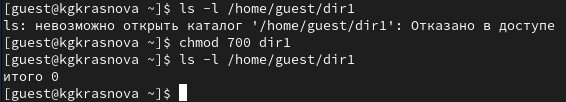 [guest@kgkrasnova ~]$ ls -l /home/guest/dir1
ls: невозможно открыть каталог '/home/guest/dir1': Отказано в доступе
[guest@kgkrasnova ~]$ chmod 700 dir1
[guest@kgkrasnova ~]$ ls -l /home/guest/dir1
итого 0
[guest@kgkrasnova ~]$